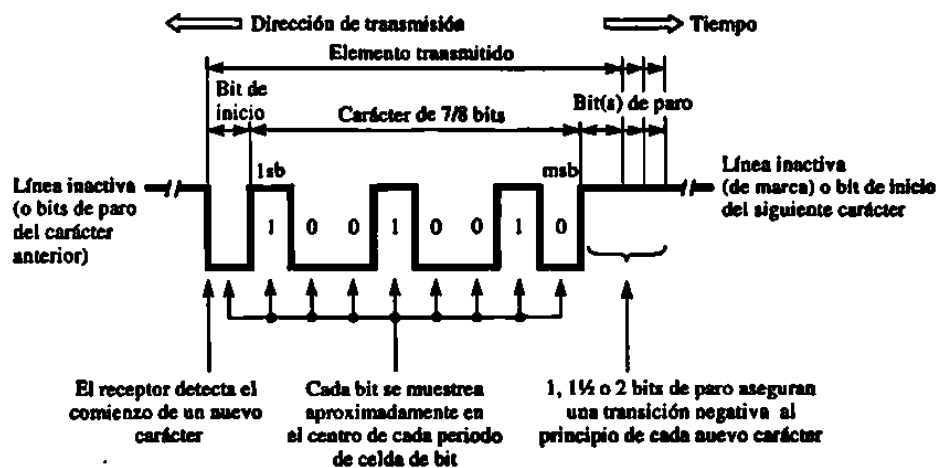 Dirección de transmisión
Tiempo
Elemento transmitido
Bit de
inicio
Carácter de 7/8 bits
Bit(s) de paro
Línea inactiva
(o bits de paro
del carácter
anterior)
1sb
msb
1 0 0 1 0 0 1 0
Línea inactiva
(de marca) o bit de inicio
del siguiente carácter
El receptor detecta el
comienzo de un nuevo
carácter
Cada bit se muestrea
aproximadamente en
el centro de cada periodo
de celda de bit
1, 1½ o 2 bits de paro aseguran
una transición negativa al
principio de cada nuevo carácter